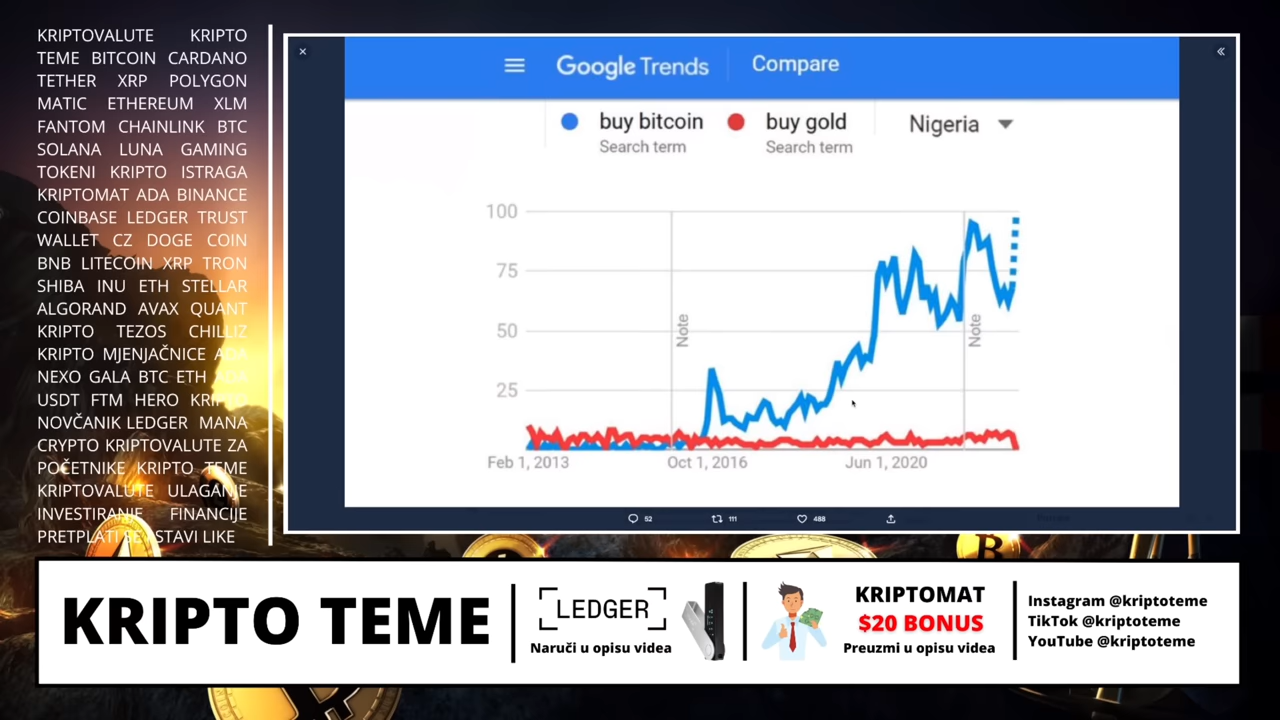 KRIPTOVALUTE KRIPTO
TEME BITCOIN CARDANO
TETHER XRP POLYGON
MATIC ETHEREUM XLM
FANTOM CHAINLINK BTC
SOLANA LUNA GAMING
TOKENI KRIPTO ISTRAGA
KRIPTOMAT ADA BINANCE
COINBASE LEDGER TRUST
WALLET CZ DOGE COIN
BNB LITECOIN XRP TRON
SHIBA INU ETH STELLAR
ALGORAND AVAX QUANT
KRIPTO TEZOS CHILLIZ
KRIPTO MJENJAČNICE ADA
NEXO GALA BTC ETH ADA
USDT FTM HERO KRIPTO
NOVČANIK LEDGER MANA
CRYPTO KRIPTOVALUTE ZA
POČETNIKE KRIPTO TEME
KRIPTOVALUTE ULAGANJE
INVESTIRANJE FINANCIJE
PRETPLATI SE STAVI LIKE
Google Trends Compare
buy bitcoin
Search term
buy gold
Search term
Nigeria
100
75
50
25
Note
Note
Feb 1, 2013
Oct 1, 2016
Jun 1, 2020
52
111
488
KRIPTO TEME
LEDGER
Naruči u opisu videa
KRIPTOMAT
$20 BONUS
Preuzmi u opisu videa
Instagram @kriptoteme
TikTok @kriptoteme
YouTube @kriptoteme